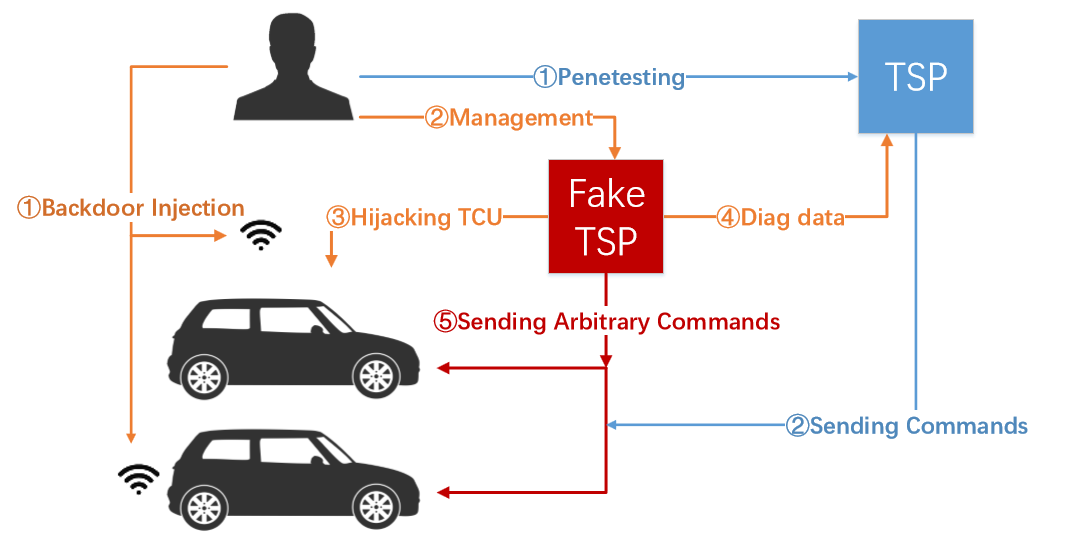 ①Penetesting
TSP
②Management
Fake
TSP
①Backdoor Injection
③Hijacking TCU
④Diag data
⑤Sending Arbitrary Commands
②Sending Commands